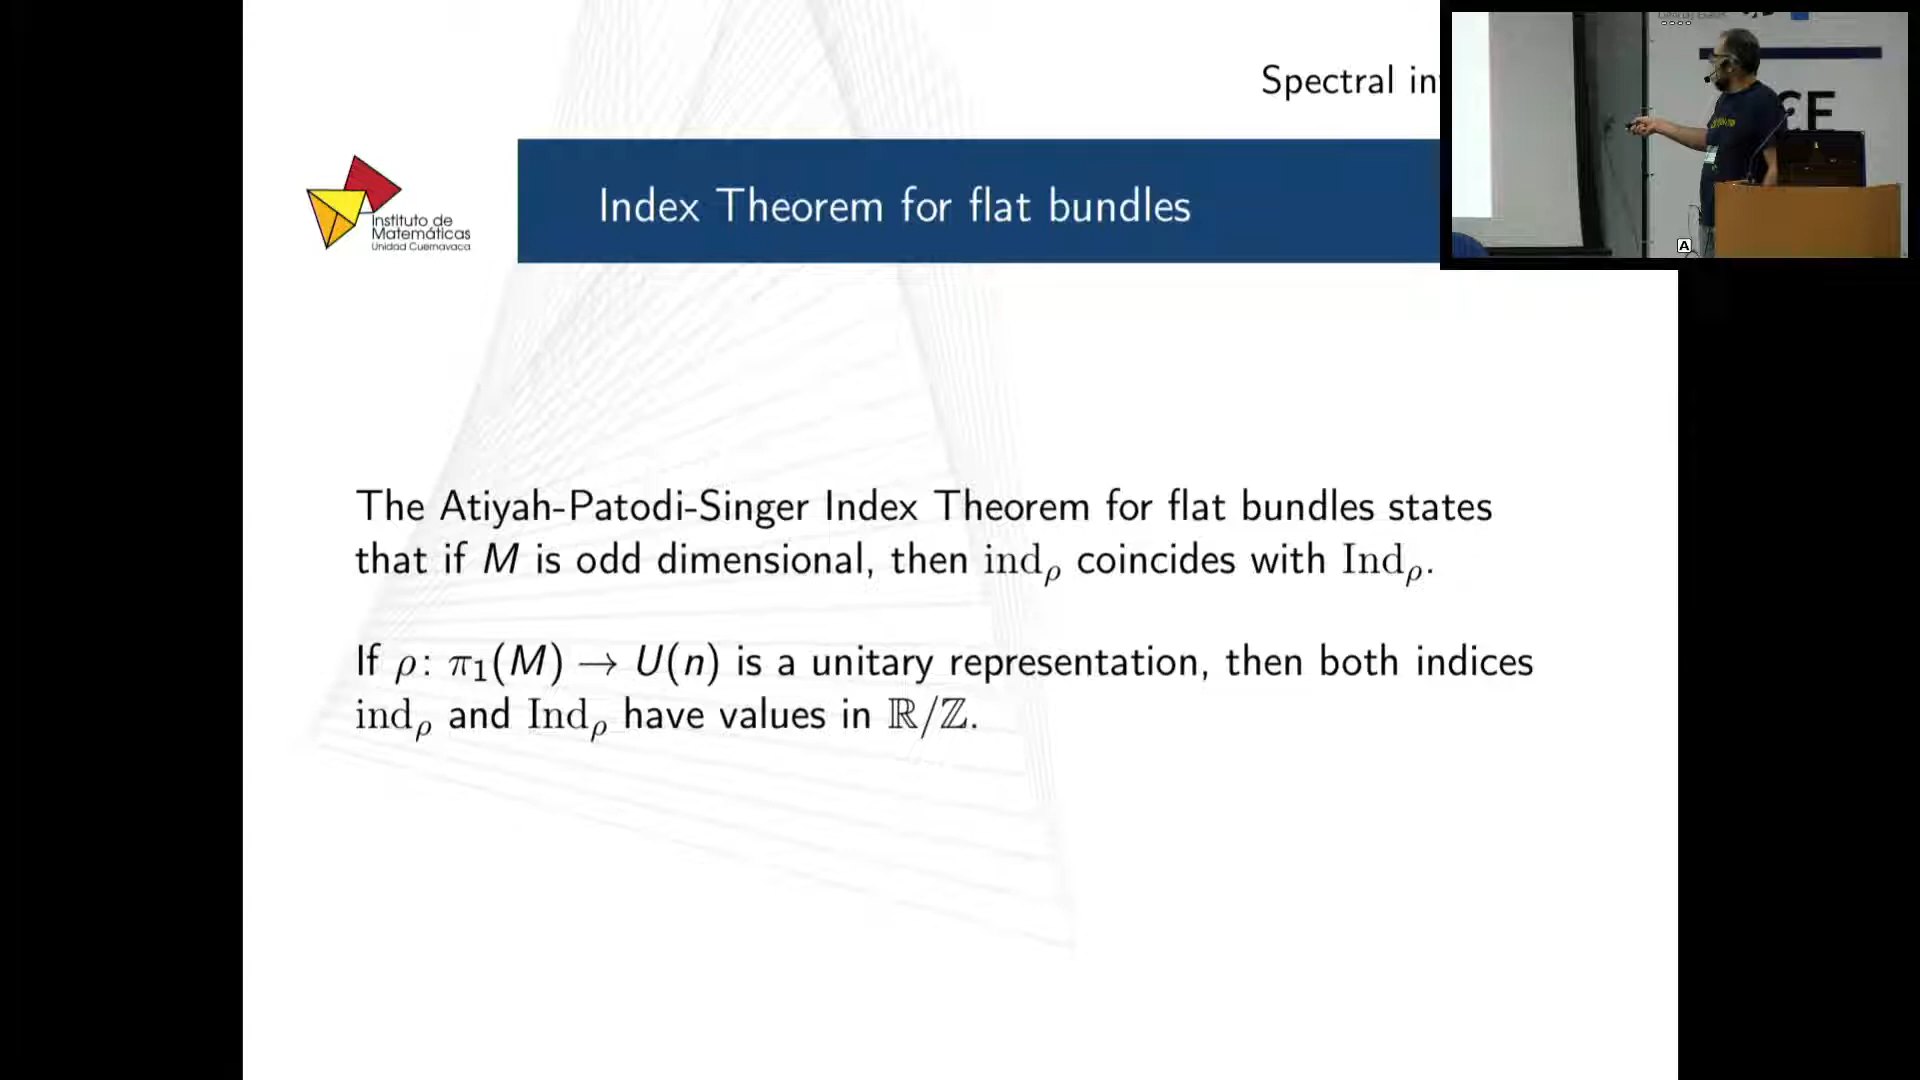 Spectral in
Index Theorem for flat bundles
Instituto de
Matemáticas
Unidad Cuernavaca
The Atiyah-Patodi-Singer Index Theorem for flat bundles states
that if M is odd dimensional, then ind_ρ coincides with Ind_ρ.
If ρ: π₁(M) → U(n) is a unitary representation, then both indices
ind_ρ and Ind_ρ have values in ℝ/ℤ.
CE
A